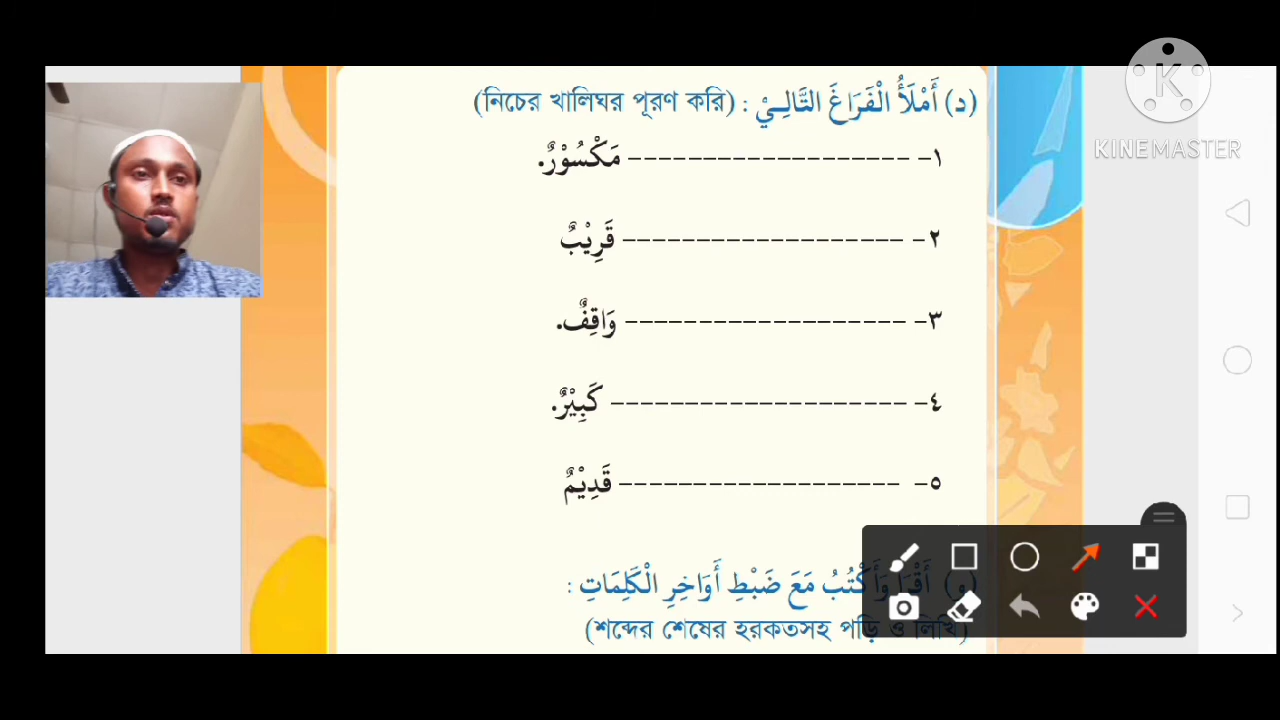 (د) أَمْلَأُ الْفَرَاغَ التَّالِيْ : (নিচের খালিঘর পূরণ করি)
١- ------------------- مَكْسُوْرٌ.
٢- ------------------- قَرِيْبٌ
٣- ------------------- وَاقِفٌ.
٤- -------------------- كَبِيْرٌ.
٥- ------------------- قَدِيْمٌ
(و) أَقْرَأُ وَأَكْتُبُ مَعَ ضَبْطِ أَوَاخِرِ الْكَلِمَاتِ :
(শব্দের শেষের হরকতসহ পড়ি ও লিখি)
K
KINEMASTER